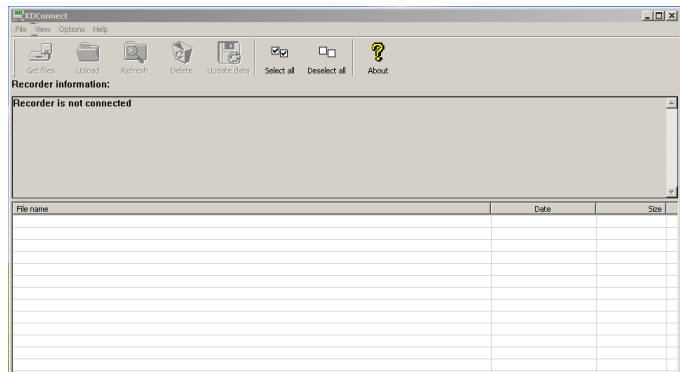 KDConnect
File View Options Help
Get files Upload Refresh Delete Update data Select all Deselect all About
Recorder information:
Recorder is not connected
File name Date Size